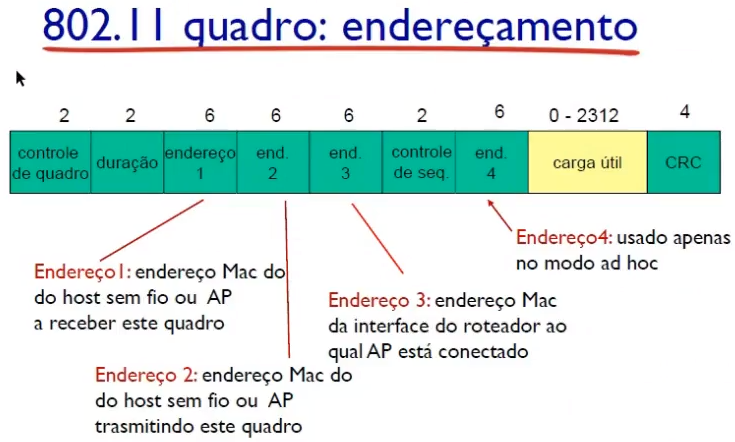 802.11 quadro: endereçamento
2 2 6 6 6 2 6 0 - 2312 4
controle de quadro
duração
endereço 1
end. 2
end. 3
controle de seq.
end. 4
carga útil
CRC
Endereço1: endereço Mac do
do host sem fio ou AP
a receber este quadro
Endereço 2: endereço Mac do
do host sem fio ou AP
trasmitindo este quadro
Endereço 3: endereço Mac
da interface do roteador ao
qual AP está conectado
Endereço4: usado apenas
no modo ad hoc